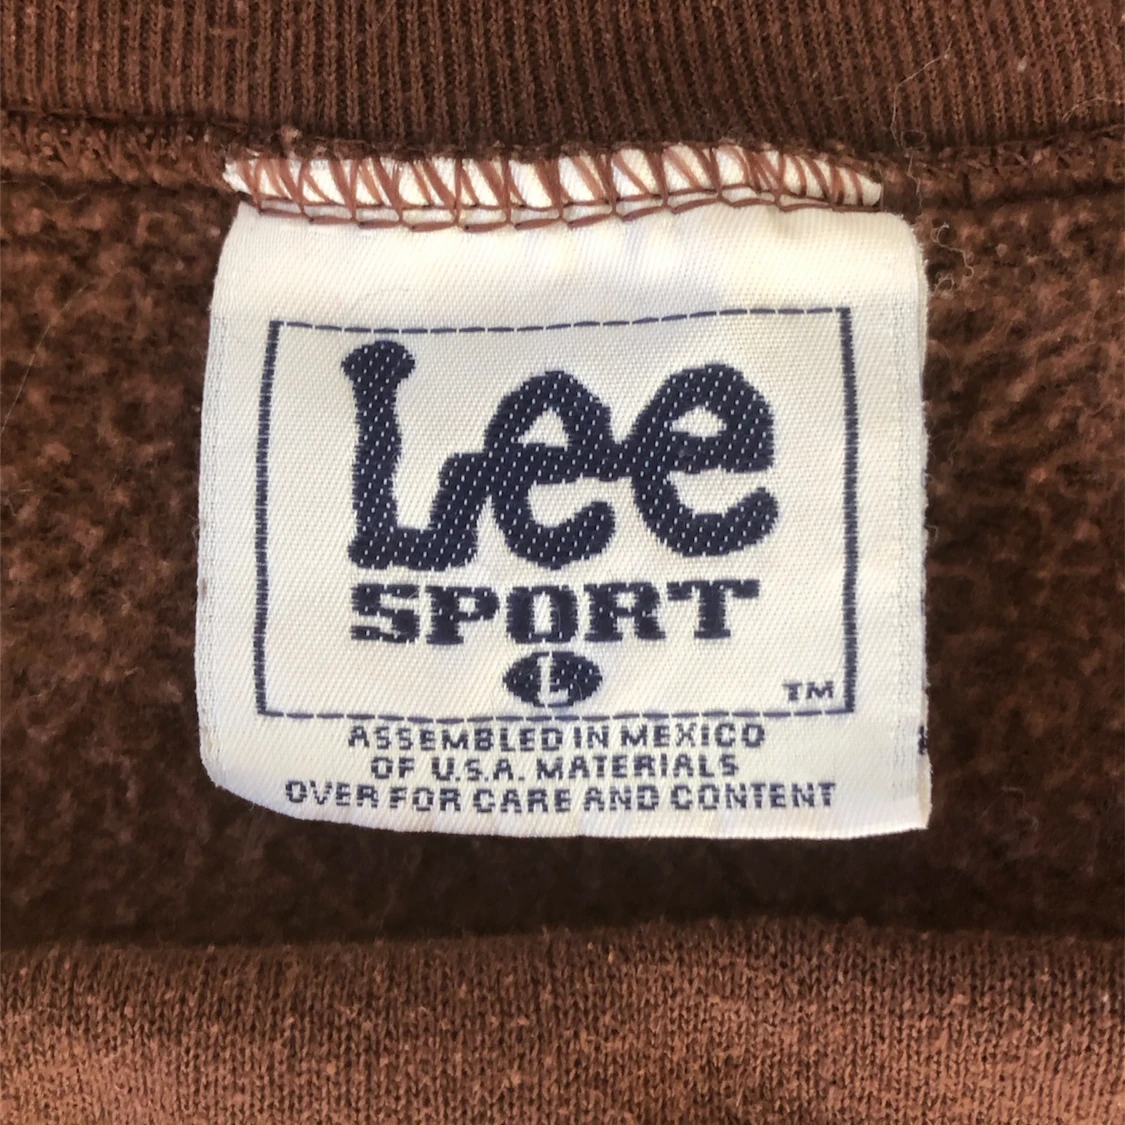 Lee
SPORT
L
TM
ASSEMBLED IN MEXICO
OF U.S.A. MATERIALS
OVER FOR CARE AND CONTENT